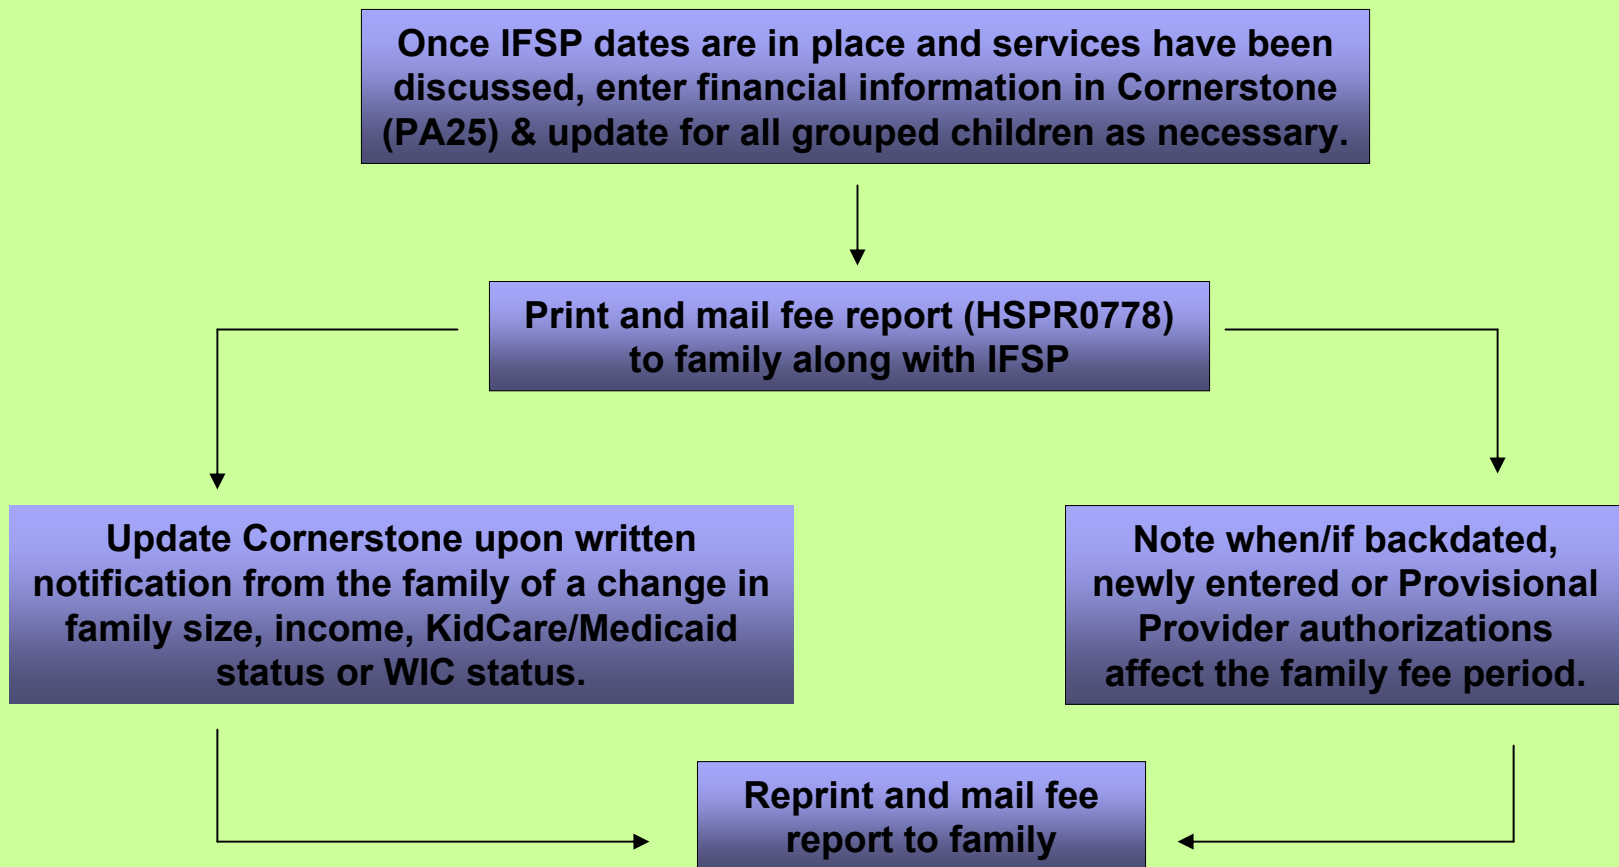 Once IFSP dates are in place and services have been
discussed, enter financial information in Cornerstone
(PA25) & update for all grouped children as necessary.
Print and mail fee report (HSPR0778)
to family along with IFSP
Update Cornerstone upon written
notification from the family of a change in
family size, income, KidCare/Medicaid
status or WIC status.
Note when/if backdated,
newly entered or Provisional
Provider authorizations
affect the family fee period.
Reprint and mail fee
report to family